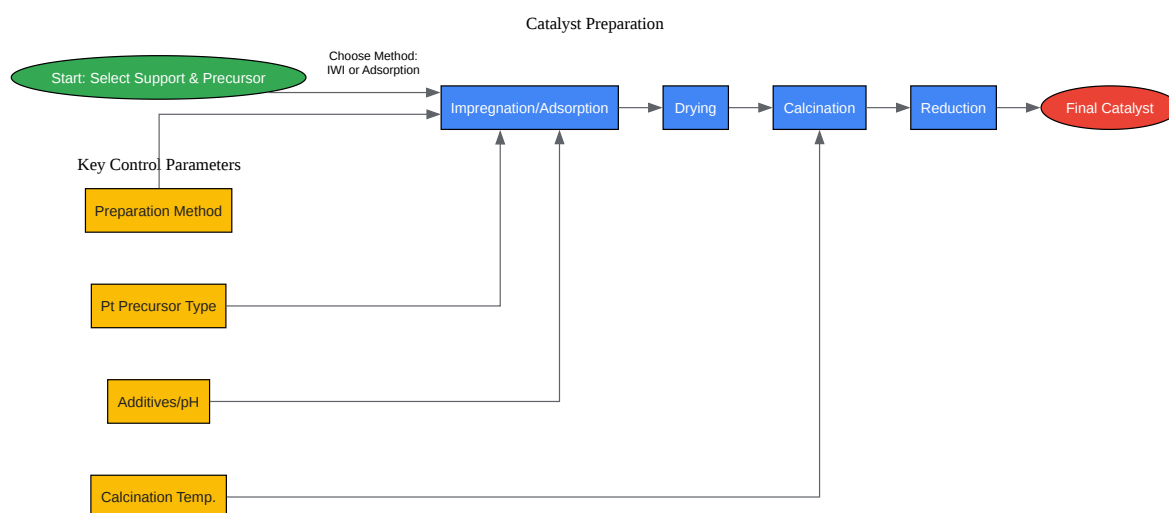 Catalyst Preparation
Choose Method:
IWI or Adsorption
Start: Select Support & Precursor
Impregnation/Adsorption
Drying
Calcination
Reduction
Final Catalyst
Key Control Parameters
Preparation Method
Pt Precursor Type
Additives/pH
Calcination Temp.